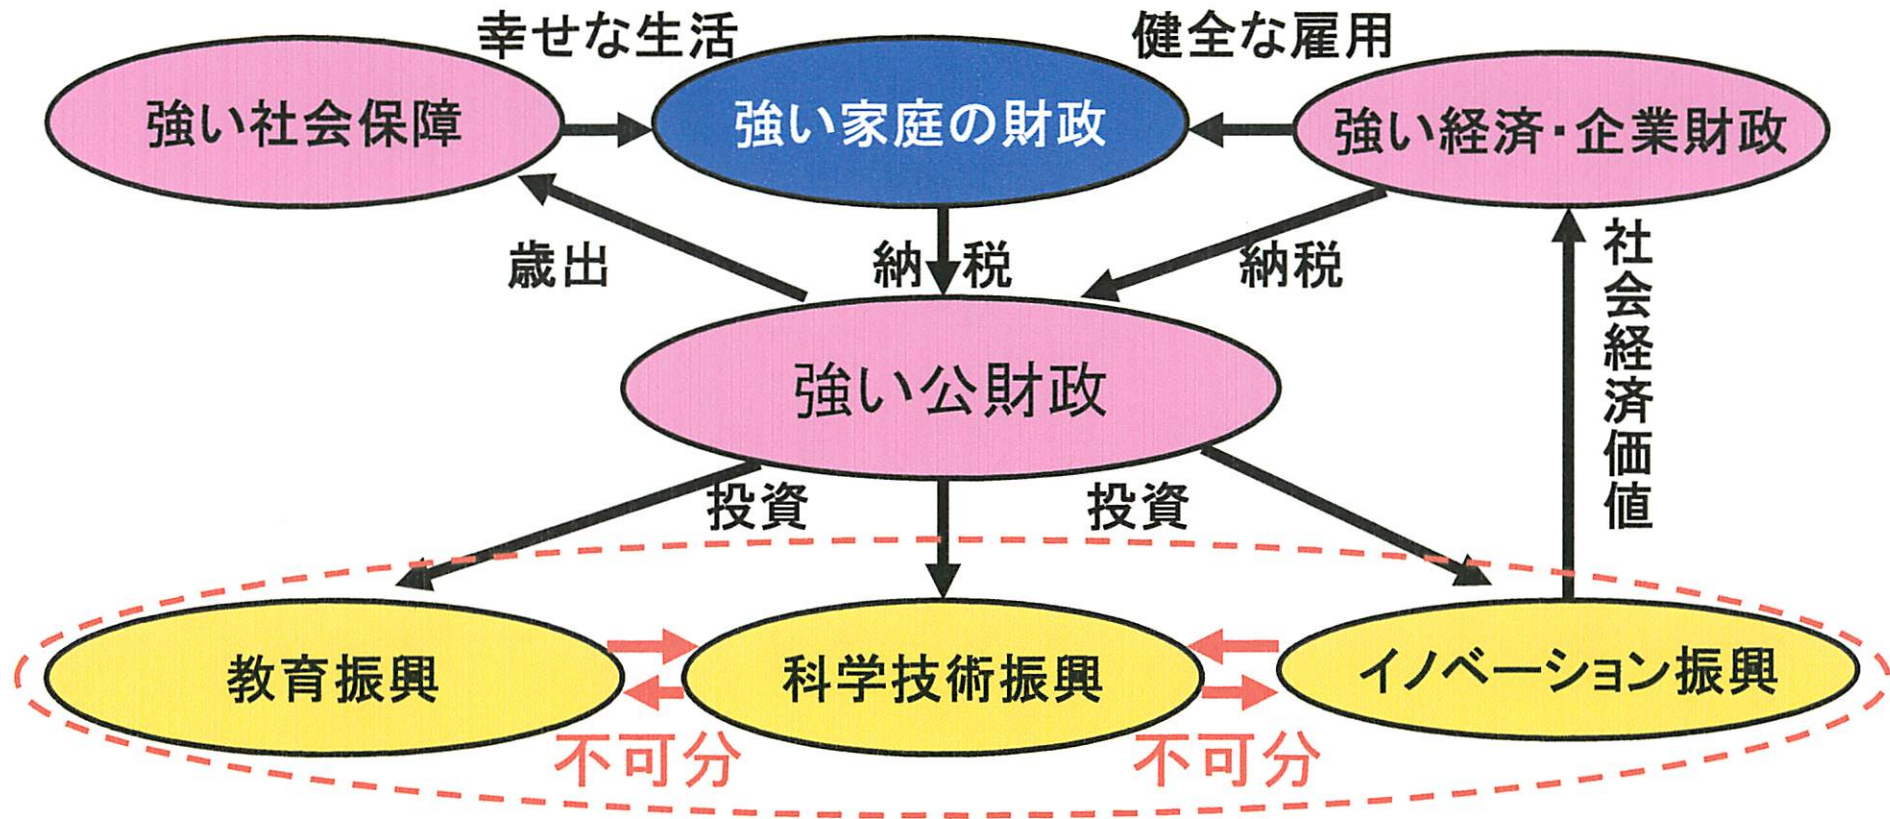 幸せな生活
健全な雇用
強い社会保障
強い家庭の財政
強い経済・企業財政
歳出
納税
納税
社会経済価値
強い公財政
投資
投資
教育振興
科学技術振興
イノベーション振興
不可分
不可分